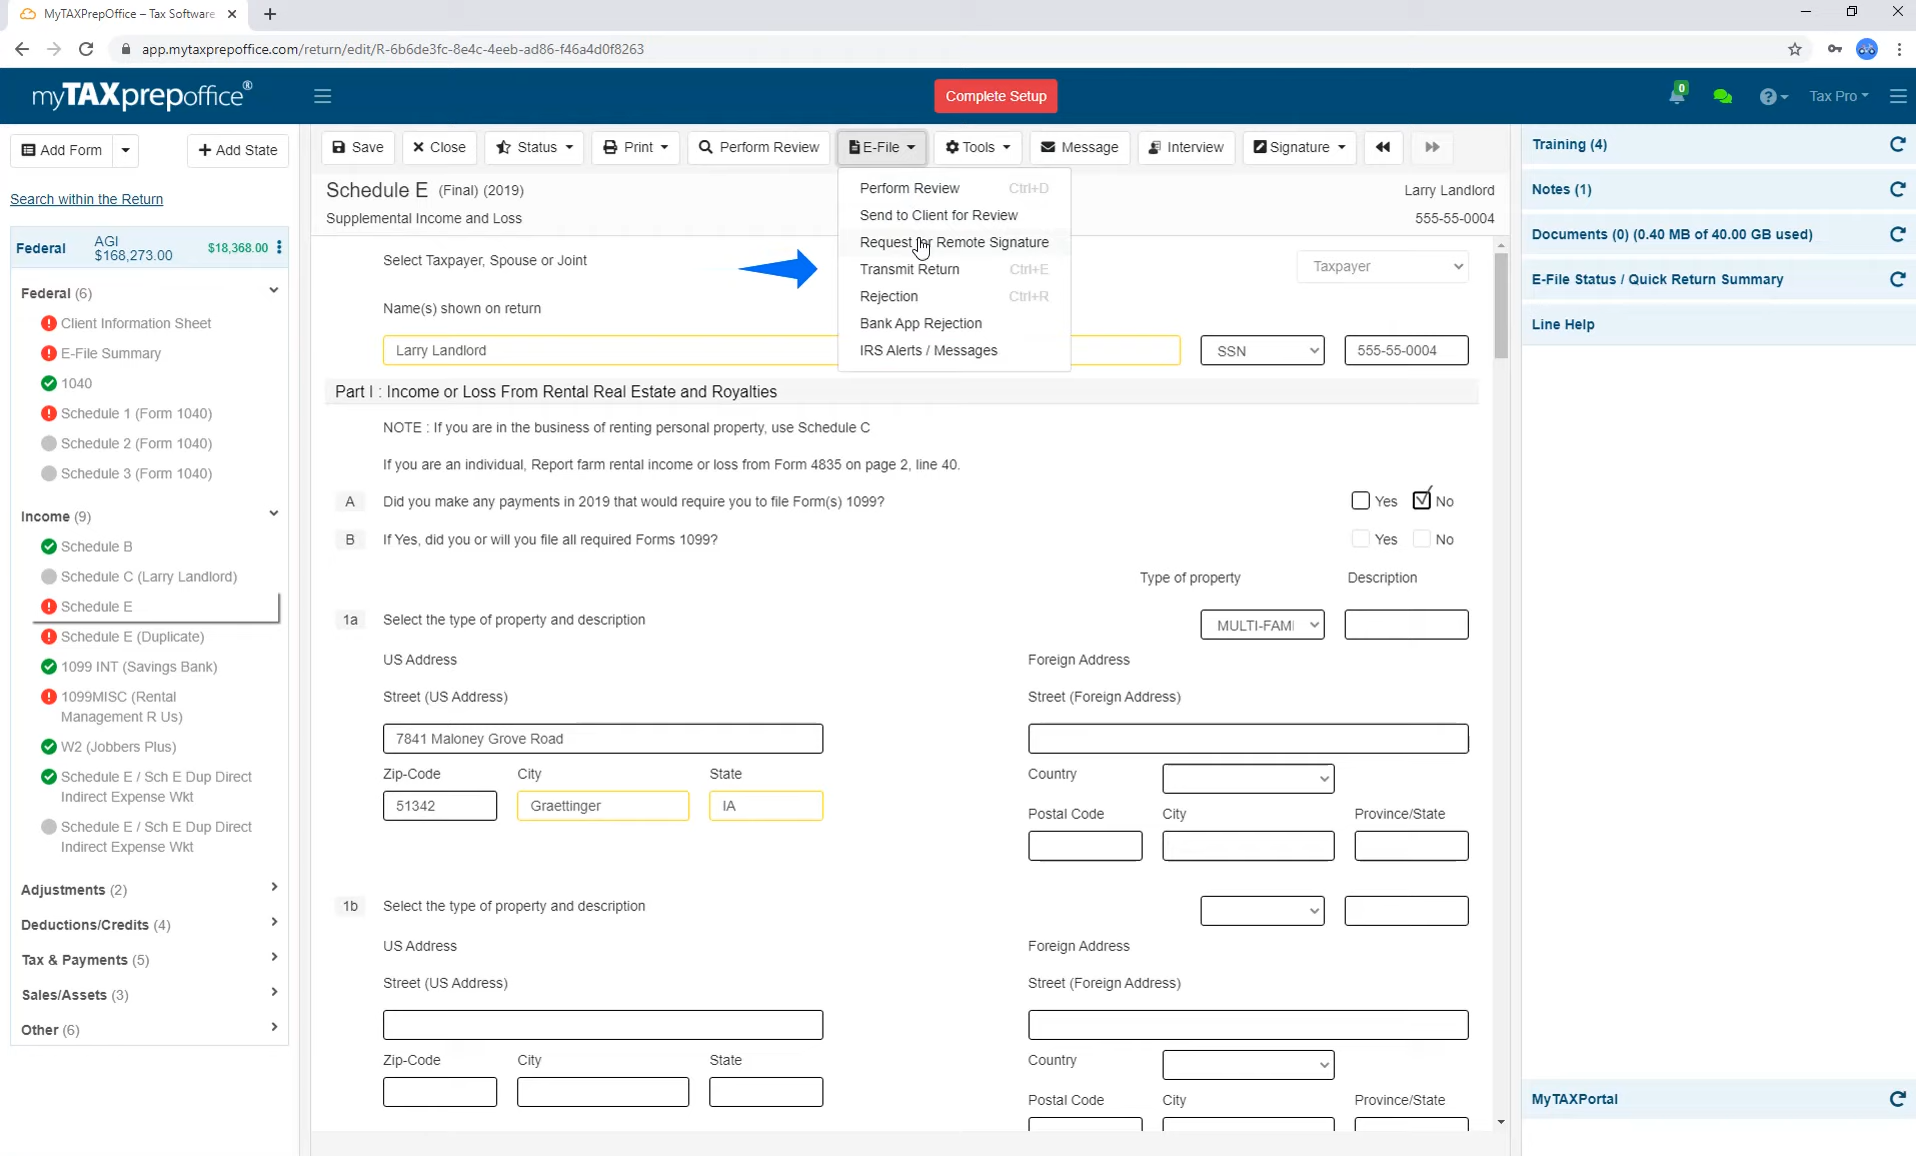 MyTAXPrepOffice – Tax Software
app.mytaxprepoffice.com/return/edit/R-6b6de3fc-8e4c-4eeb-ad86-f46a4d0f8263
myTAXprepoffice®
Complete Setup
0
Tax Pro
Add Form
Add State
Search within the Return
Federal
AGI
$168,273.00
$18,368.00
Federal (6)
Client Information Sheet
E-File Summary
1040
Schedule 1 (Form 1040)
Schedule 2 (Form 1040)
Schedule 3 (Form 1040)
Income (9)
Schedule B
Schedule C (Larry Landlord)
Schedule E
Schedule E (Duplicate)
1099 INT (Savings Bank)
1099MISC (Rental
Management R Us)
W2 (Jobbers Plus)
Schedule E / Sch E Dup Direct
Indirect Expense Wkt
Schedule E / Sch E Dup Direct
Indirect Expense Wkt
Adjustments (2)
Deductions/Credits (4)
Tax & Payments (5)
Sales/Assets (3)
Other (6)
Save Close Status Print Perform Review E-File Tools Message Interview Signature
Schedule E (Final) (2019)
Larry Landlord
Supplemental Income and Loss
555-55-0004
Perform Review Ctrl+D
Send to Client for Review
Request Remote Signature
Transmit Return Ctrl+E
Rejection Ctrl+R
Bank App Rejection
IRS Alerts / Messages
Select Taxpayer, Spouse or Joint
Taxpayer
Name(s) shown on return
Larry Landlord
SSN
555-55-0004
Part I : Income or Loss From Rental Real Estate and Royalties
NOTE : If you are in the business of renting personal property, use Schedule C
If you are an individual, Report farm rental income or loss from Form 4835 on page 2, line 40.
A Did you make any payments in 2019 that would require you to file Form(s) 1099? Yes No
B If Yes, did you or will you file all required Forms 1099? Yes No
Type of property Description
1a Select the type of property and description MULTI-FAMI
US Address Foreign Address
Street (US Address) Street (Foreign Address)
7841 Maloney Grove Road
Zip-Code City State Country
51342 Graettinger IA
Postal Code City Province/State
1b Select the type of property and description
US Address Foreign Address
Street (US Address) Street (Foreign Address)
Zip-Code City State Country
Postal Code City Province/State
Training (4)
Notes (1)
Documents (0) (0.40 MB of 40.00 GB used)
E-File Status / Quick Return Summary
Line Help
MyTAXPortal